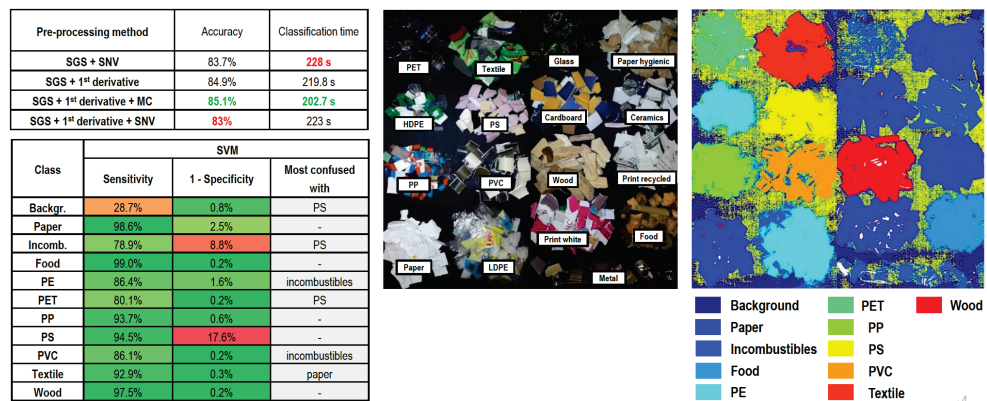 Pre-processing method Accuracy Classification time
SGS + SNV 83.7% 228 s
SGS + 1st derivative 84.9% 219.8 s
SGS + 1st derivative + MC 85.1% 202.7 s
SGS + 1st derivative + SNV 83% 223 s
Class SVM
Sensitivity 1 - Specificity Most confused with
Backgr. 28.7% 0.8% PS
Paper 98.6% 2.5% -
Incomb. 78.9% 8.8% PS
Food 99.0% 0.2% -
PE 86.4% 1.6% incombustibles
PET 80.1% 0.2% PS
PP 93.7% 0.6% -
PS 94.5% 17.6% -
PVC 86.1% 0.2% incombustibles
Textile 92.9% 0.3% paper
Wood 97.5% 0.2% -
PET Textile Glass Paper hygienic
HDPE PS Cardboard Ceramics
PP PVC Wood Print recycled
Paper LDPE Print white Food
Metal
Background PET Wood
Paper PP
Incombustibles PS
Food PVC
PE Textile